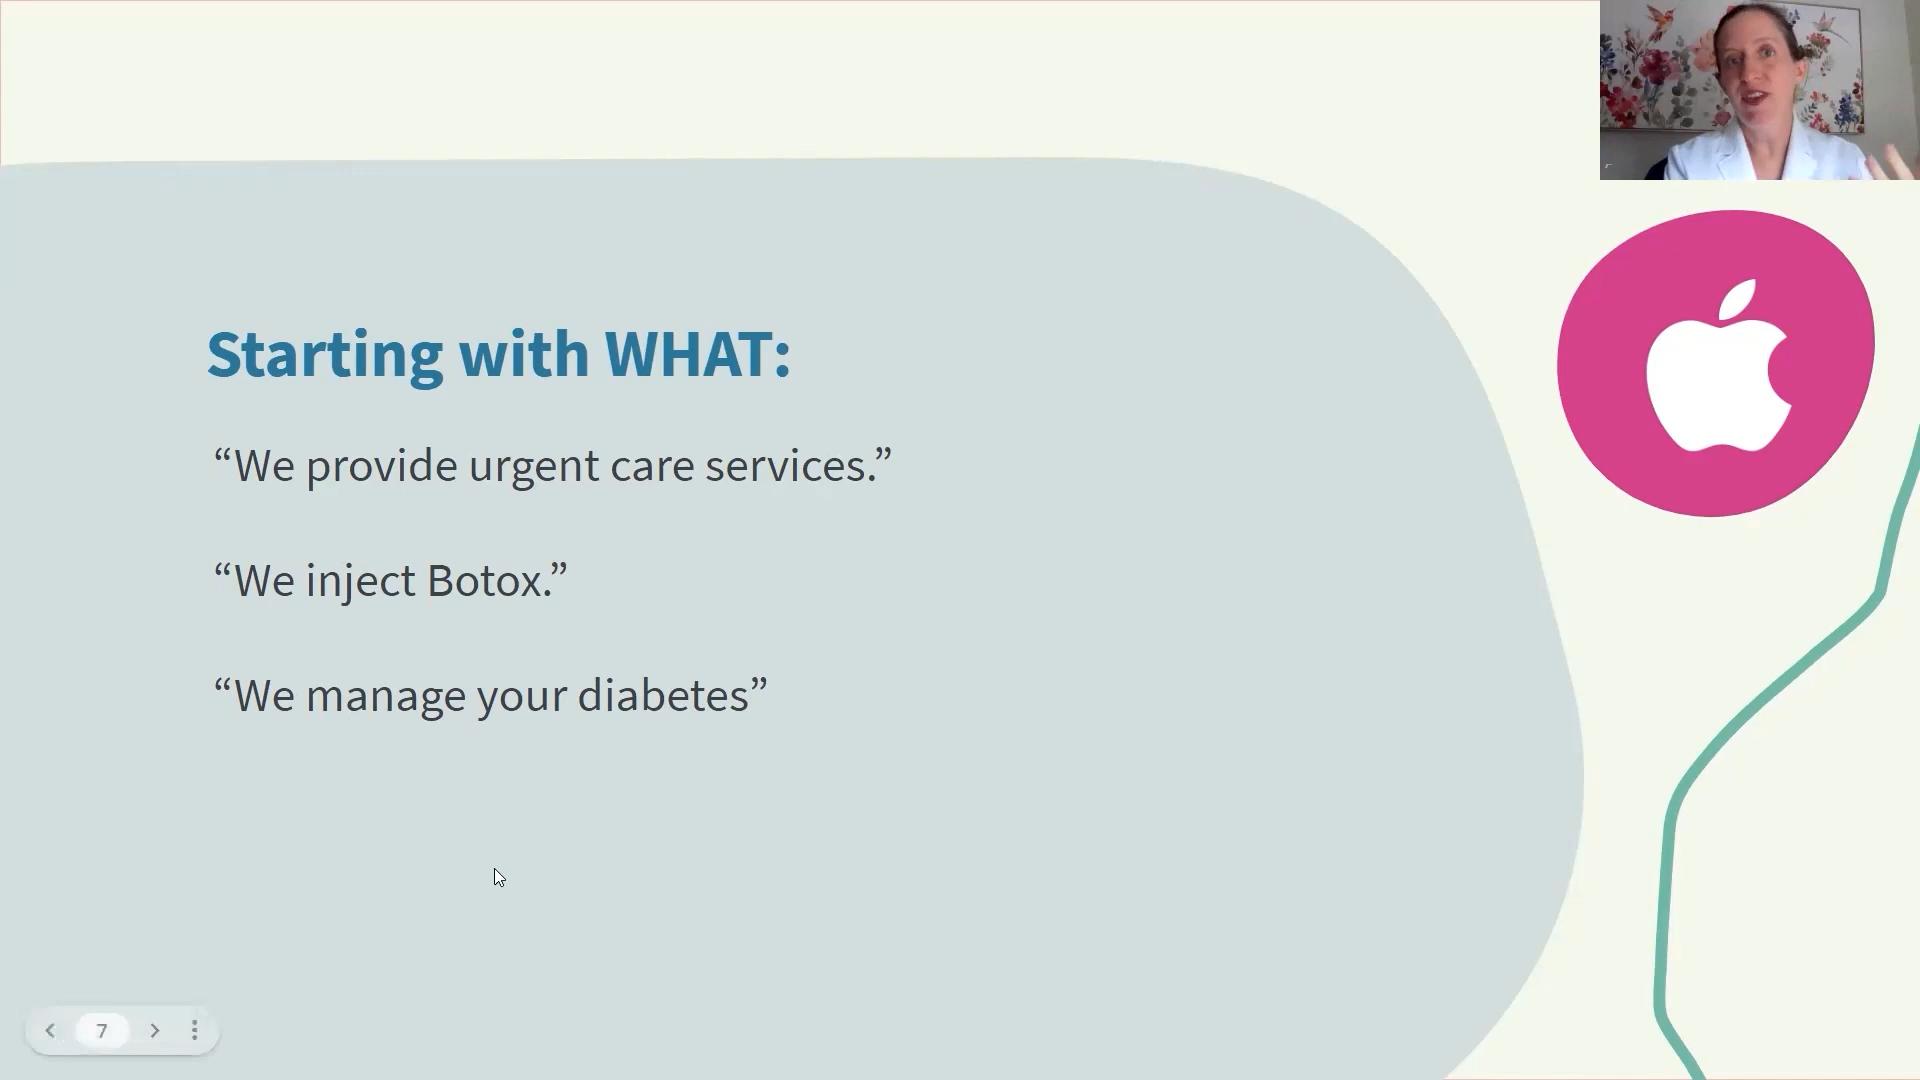 Starting with WHAT:
“We provide urgent care services.”
“We inject Botox.”
“We manage your diabetes”
7